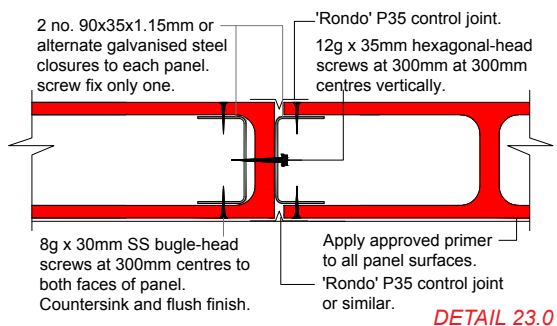 2 no. 90x35x1.15mm or
alternate galvanised steel
closures to each panel.
screw fix only one.
'Rondo' P35 control joint.
12g x 35mm hexagonal-head
screws at 300mm at 300mm
centres vertically.
8g x 30mm SS bugle-head
screws at 300mm centres to
both faces of panel.
Countersink and flush finish.
Apply approved primer
to all panel surfaces.
'Rondo' P35 control joint
or similar.
DETAIL 23.0